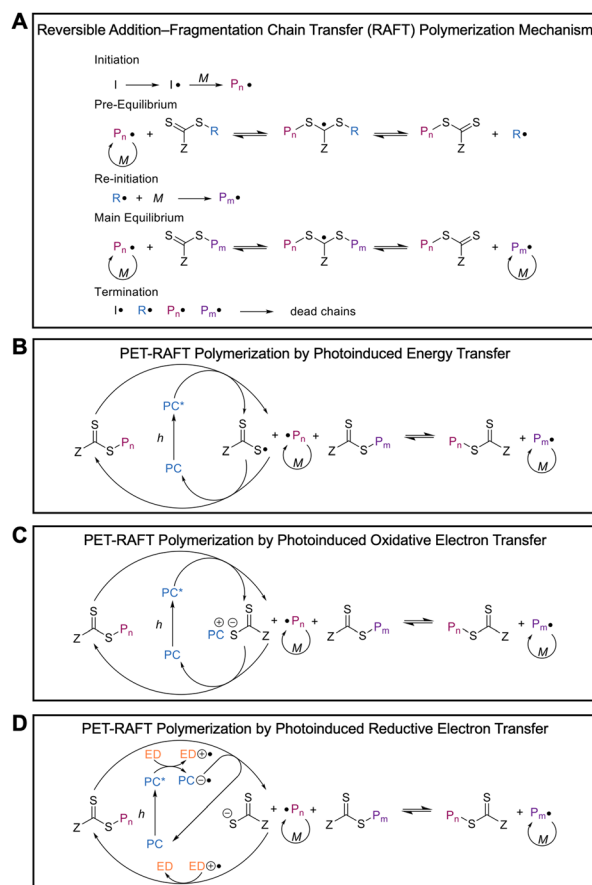 A
Reversible Addition–Fragmentation Chain Transfer (RAFT) Polymerization Mechanism
Initiation
I I• M Pn•
Pre-Equilibrium
Pn• + S S R Z Pn S • S R Z Pn S S Z + R•
M
Re-initiation
R• + M Pm•
Main Equilibrium
Pn• + S S Pm Z Pn S • S Pm Z Pn S S Z + Pm•
M M
Termination
I• R• Pn• Pm• dead chains
B
PET-RAFT Polymerization by Photoinduced Energy Transfer
PC*
S Z S Pn h S Z S• + •Pn + S Z S Pm S Pn S Z + Pm•
PC M M
C
PET-RAFT Polymerization by Photoinduced Oxidative Electron Transfer
PC*
S Z S Pn h PC ⊕ ⊖ S S Z + •Pn + S Z S Pm S Pn S Z + Pm•
PC M M
D
PET-RAFT Polymerization by Photoinduced Reductive Electron Transfer
ED ED⊕•
PC* PC⊖•
S Z S Pn h ⊖ S S Z + •Pn + S Z S Pm S Pn S Z + Pm•
PC M M
ED ED⊕•